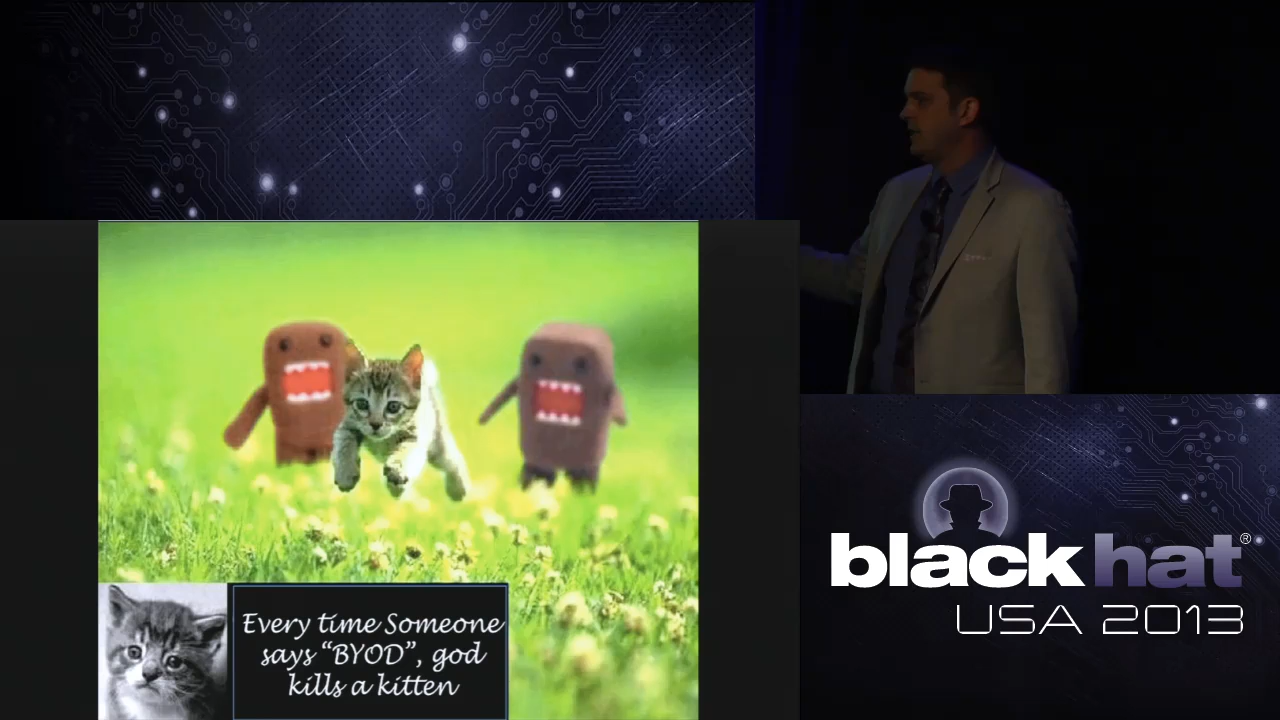 Every time Someone
says “BYOD”, god
kills a kitten
black hat®
USA 2013